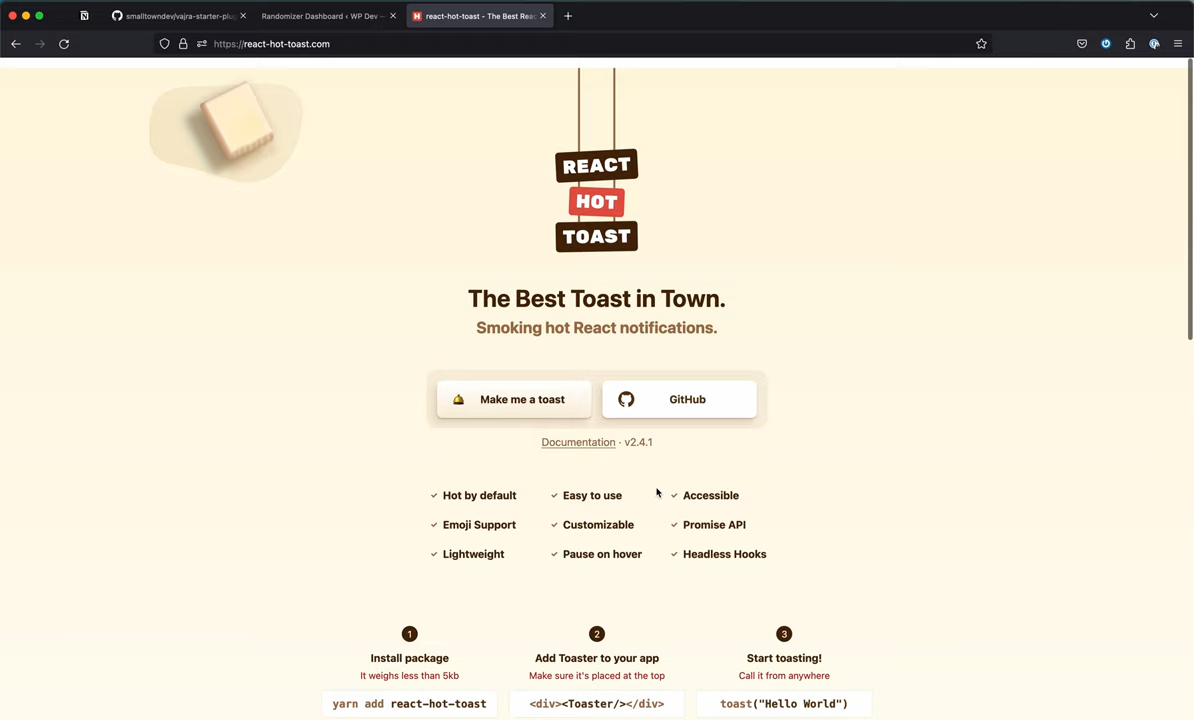 smalltowndev/vajra-starter-plu
Randomizer Dashboard ‹ WP Dev —
react-hot-toast - The Best Reac
https://react-hot-toast.com
REACT
HOT
TOAST
The Best Toast in Town.
Smoking hot React notifications.
Make me a toast
GitHub
Documentation · v2.4.1
✓ Hot by default ✓ Easy to use ✓ Accessible
✓ Emoji Support ✓ Customizable ✓ Promise API
✓ Lightweight ✓ Pause on hover ✓ Headless Hooks
1 2 3
Install package Add Toaster to your app Start toasting!
It weighs less than 5kb Make sure it's placed at the top Call it from anywhere
yarn add react-hot-toast <div><Toaster/></div> toast("Hello World")